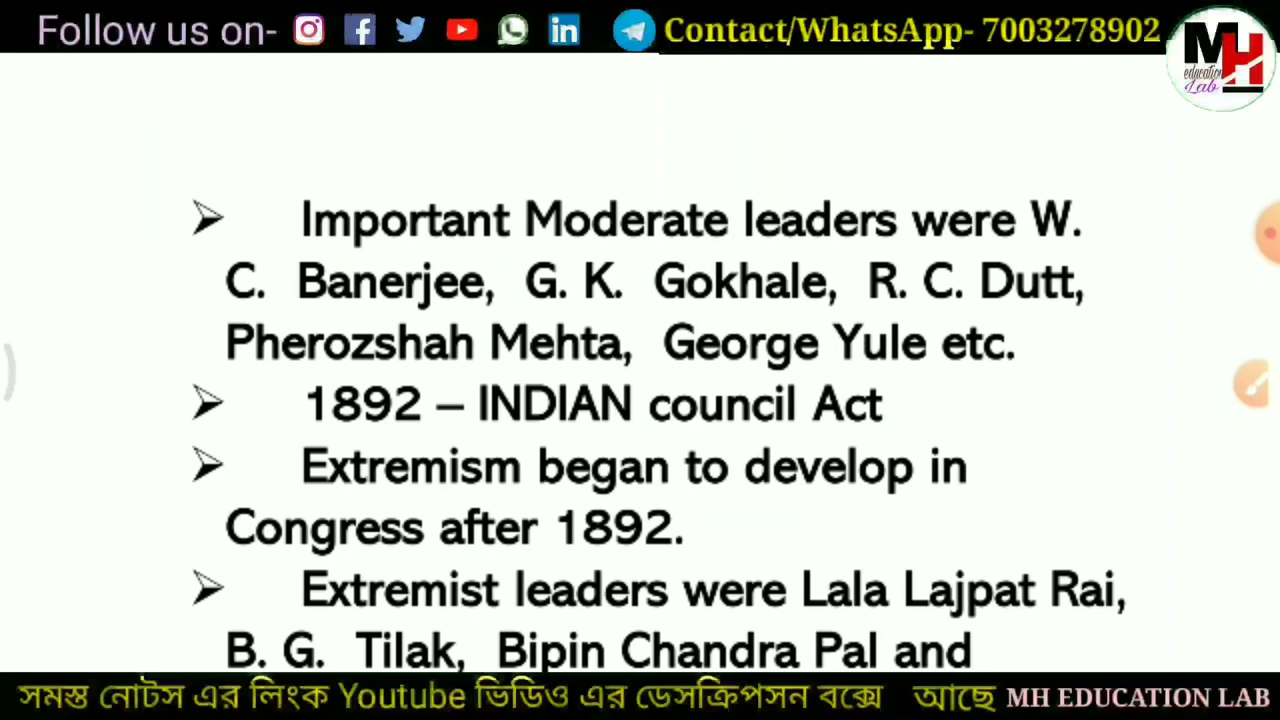 Follow us on- Contact/WhatsApp- 7003278902
MH
education
Lab
➢ Important Moderate leaders were W.
C. Banerjee, G. K. Gokhale, R. C. Dutt,
Pherozshah Mehta, George Yule etc.
➢ 1892 – INDIAN council Act
➢ Extremism began to develop in
Congress after 1892.
➢ Extremist leaders were Lala Lajpat Rai,
B. G. Tilak, Bipin Chandra Pal and
সমস্ত নোটস এর লিংক Youtube ভিডিও এর ডেসক্রিপসন বক্সে আছে MH EDUCATION LAB